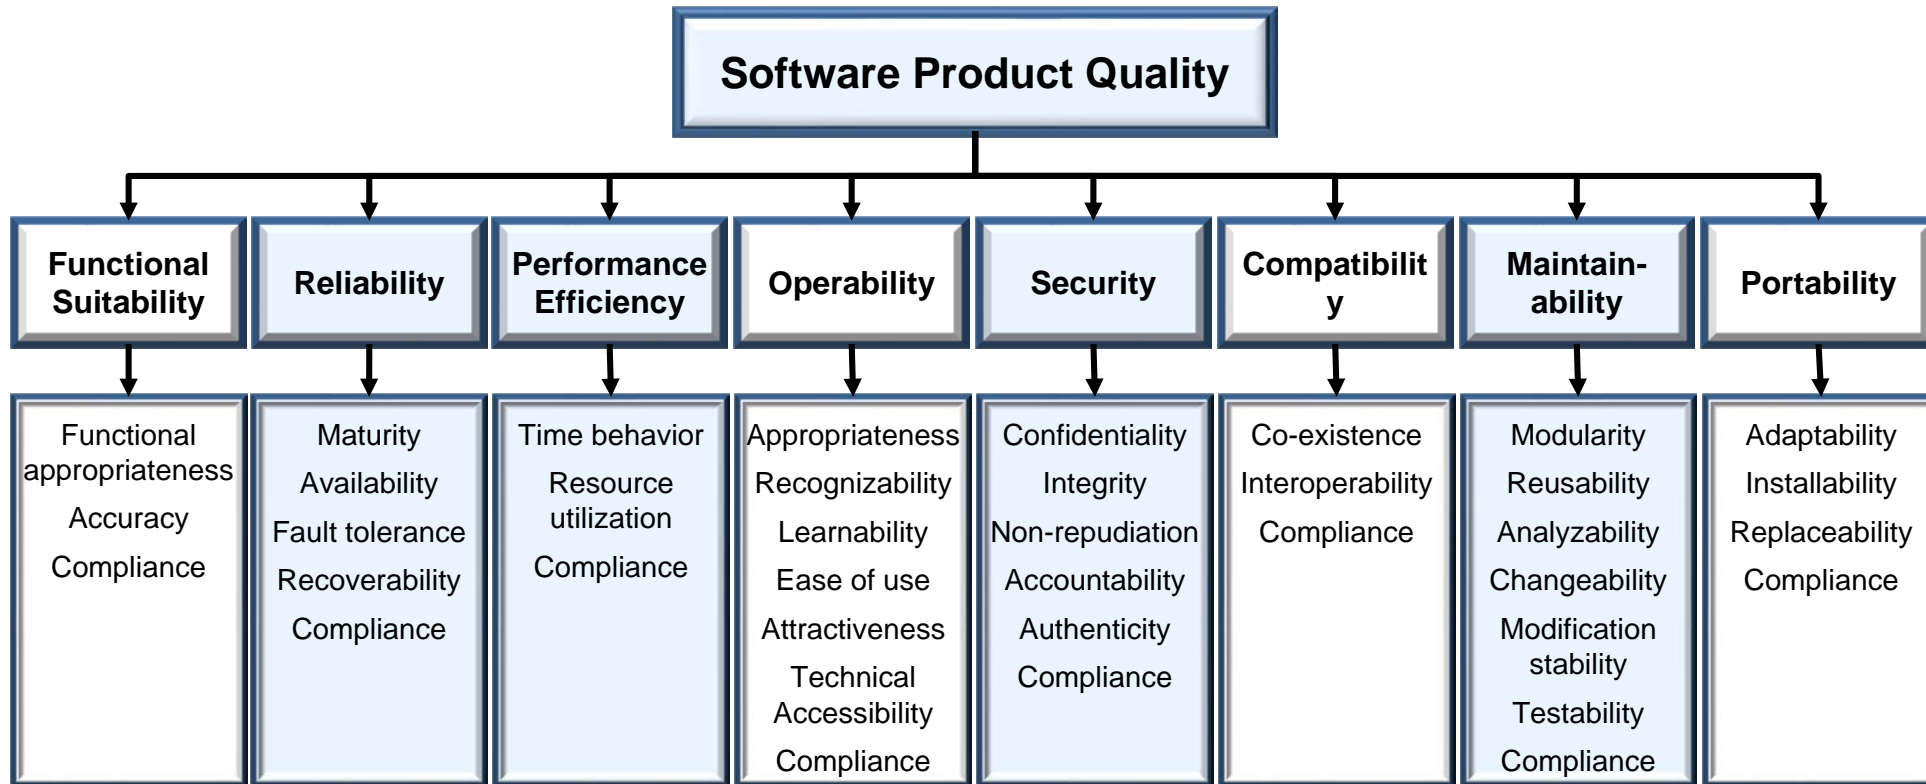 Software Product Quality
Functional
Suitability
Reliability
Performance
Efficiency
Operability
Security
Compatibilit
y
Maintain-
ability
Portability
Functional
appropriateness
Accuracy
Compliance
Maturity
Availability
Fault tolerance
Recoverability
Compliance
Time behavior
Resource
utilization
Compliance
Appropriateness
Recognizability
Learnability
Ease of use
Attractiveness
Technical
Accessibility
Compliance
Confidentiality
Integrity
Non-repudiation
Accountability
Authenticity
Compliance
Co-existence
Interoperability
Compliance
Modularity
Reusability
Analyzability
Changeability
Modification
stability
Testability
Compliance
Adaptability
Installability
Replaceability
Compliance